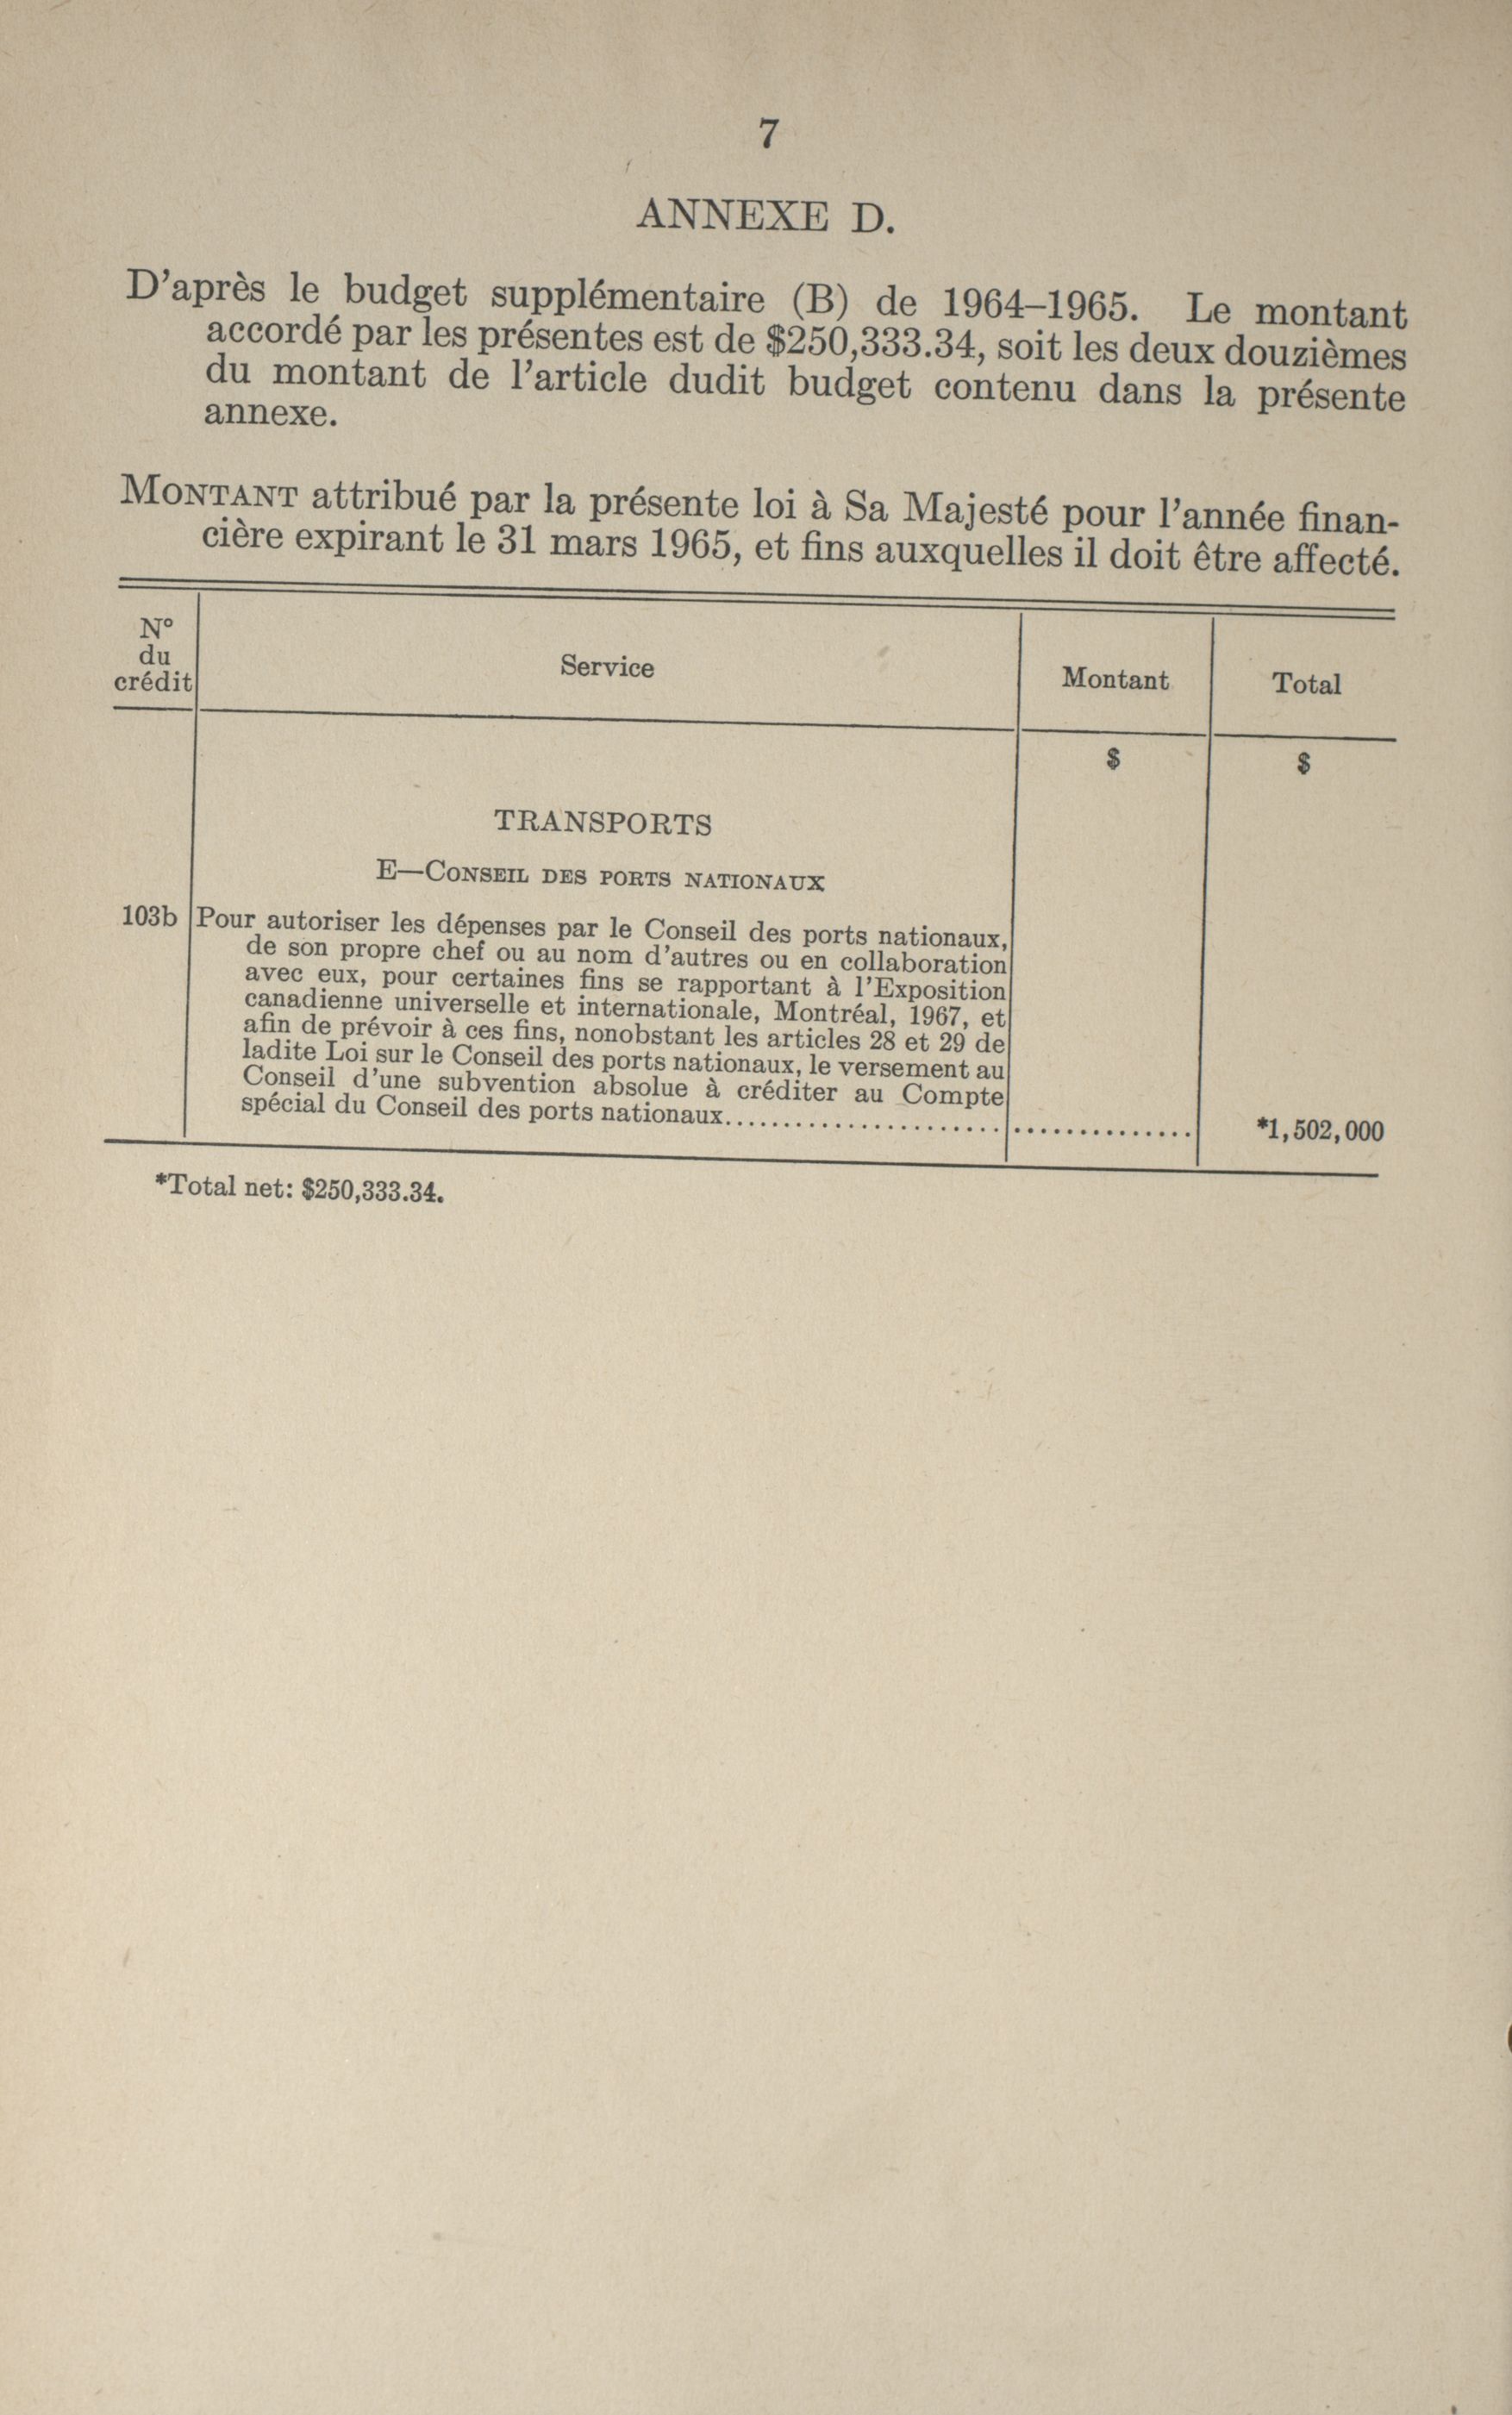 7
ANNEXE D.
D'après le budget supplémentaire (B) de 1964–1965. Le montant
accordé par les présentes est de $250,333.34, soit les deux douzièmes
du montant de l'article dudit budget contenu dans la présente
annexe.
MONTANT attribué par la présente loi à Sa Majesté pour l'année finan-
cière expirant le 31 mars 1965, et fins auxquelles il doit être affecté.
N°
du
crédit
Service
Montant
Total
$
$
TRANSPORTS
E—CONSEIL DES PORTS NATIONAUX
103b Pour autoriser les dépenses par le Conseil des ports nationaux,
de son propre chef ou au nom d'autres ou en collaboration
avec eux, pour certaines fins se rapportant à l'Exposition
canadienne universelle et internationale, Montréal, 1967, et
afin de prévoir à ces fins, nonobstant les articles 28 et 29 de
ladite Loi sur le Conseil des ports nationaux, le versement au
Conseil d'une subvention absolue à créditer au Compte
spécial du Conseil des ports nationaux...................................... *1,502,000
*Total net: $250,333.34.